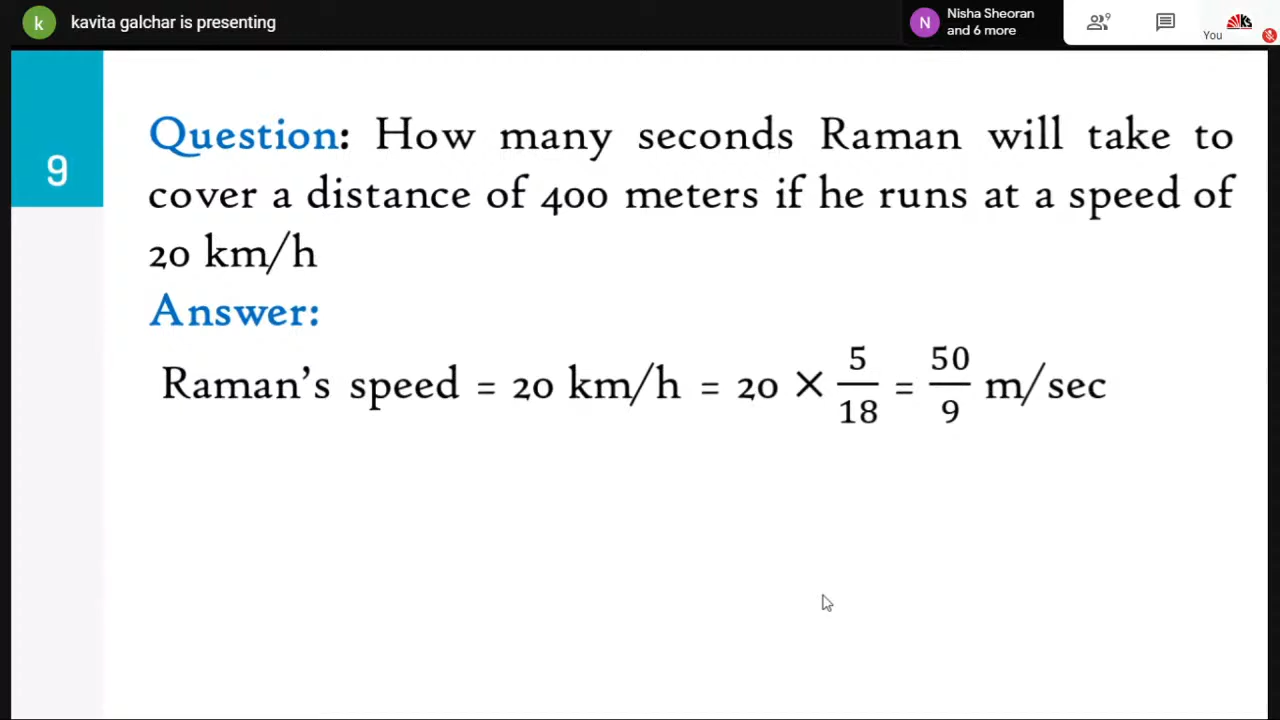 k kavita galchar is presenting
N Nisha Sheoran
and 6 more
9
You
ks
9
Question: How many seconds Raman will take to
cover a distance of 400 meters if he runs at a speed of
20 km/h
Answer:
Raman's speed = 20 km/h = 20 × 5/18 = 50/9 m/sec